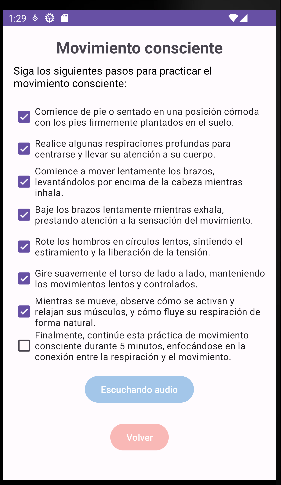 1:29
Movimiento consciente
Siga los siguientes pasos para practicar el
movimiento consciente:
Comience de pie o sentado en una posición cómoda
con los pies firmemente plantados en el suelo.
Realice algunas respiraciones profundas para
centrarse y llevar su atención a su cuerpo.
Comience a mover lentamente los brazos,
levantándolos por encima de la cabeza mientras
inhala.
Baje los brazos lentamente mientras exhala,
prestando atención a la sensación del movimiento.
Rote los hombros en círculos lentos, sintiendo el
estiramiento y la liberación de la tensión.
Gire suavemente el torso de lado a lado, manteniendo
los movimientos lentos y controlados.
Mientras se mueve, observe cómo se activan y
relajan sus músculos, y cómo fluye su respiración de
forma natural.
Finalmente, continúe esta práctica de movimiento
consciente durante 5 minutos, enfocándose en la
conexión entre la respiración y el movimiento.
Escuchando audio
Volver